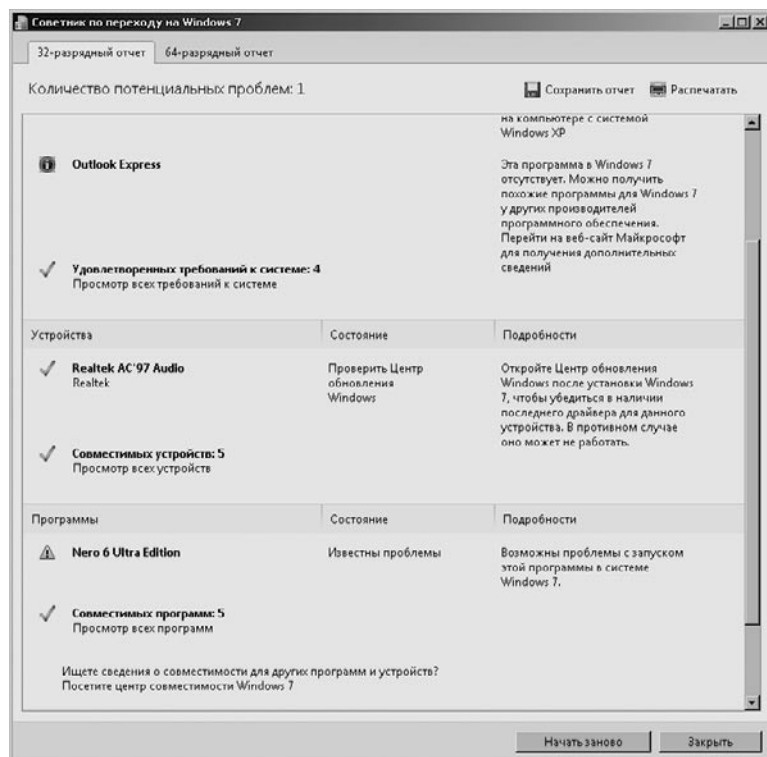 Советник по переходу на Windows 7
32-разрядный отчет
64-разрядный отчет
Количество потенциальных проблем: 1
Сохранить отчет
Распечатать
на компьютере с системой
Windows XP
Outlook Express
Эта программа в Windows 7
отсутствует. Можно получить
похожие программы для Windows 7
у других производителей
программного обеспечения.
Перейти на веб-сайт Майкрософт
для получения дополнительных
сведений
Удовлетворенных требований к системе: 4
Просмотр всех требований к системе
Устройства
Состояние
Подробности
Realtek AC'97 Audio
Realtek
Проверить Центр
обновления
Windows
Откройте Центр обновления
Windows после установки Windows
7, чтобы убедиться в наличии
последнего драйвера для данного
устройства. В противном случае
оно может не работать.
Совместимых устройств: 5
Просмотр всех устройств
Программы
Состояние
Подробности
Nero 6 Ultra Edition
Известны проблемы
Возможны проблемы с запуском
этой программы в системе
Windows 7.
Совместимых программ: 5
Просмотр всех программ
Ищете сведения о совместимости для других программ и устройств?
Посетите центр совместимости Windows 7
Начать заново
Закрыть